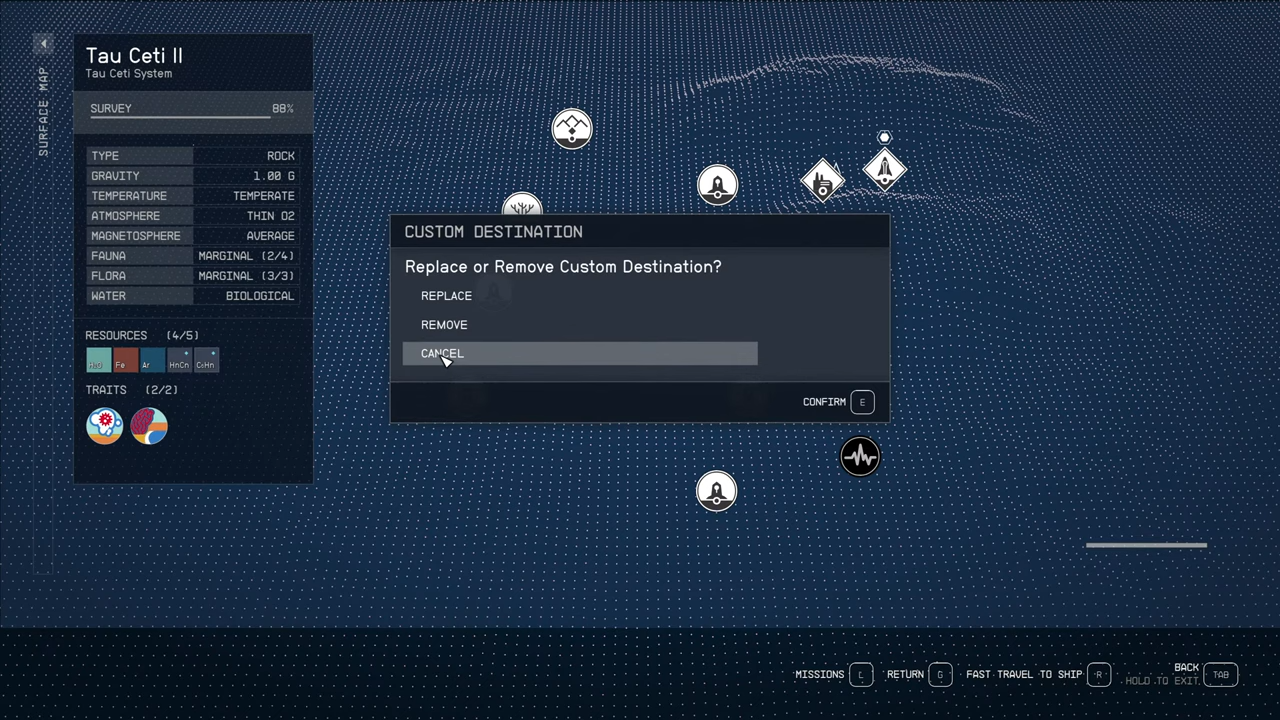 SURFACE MAP
Tau Ceti II
Tau Ceti System
SURVEY 88%
TYPE ROCK
GRAVITY 1.00 G
TEMPERATURE TEMPERATE
ATMOSPHERE THIN O2
MAGNETOSPHERE AVERAGE
FAUNA MARGINAL (2/4)
FLORA MARGINAL (3/3)
WATER BIOLOGICAL
RESOURCES (4/5)
H2O Fe Ar HnCn C6Hn
TRAITS (2/2)
CUSTOM DESTINATION
Replace or Remove Custom Destination?
REPLACE
REMOVE
CANCEL
CONFIRM E
MISSIONS L RETURN G FAST TRAVEL TO SHIP R BACK TAB
HOLD TO EXIT